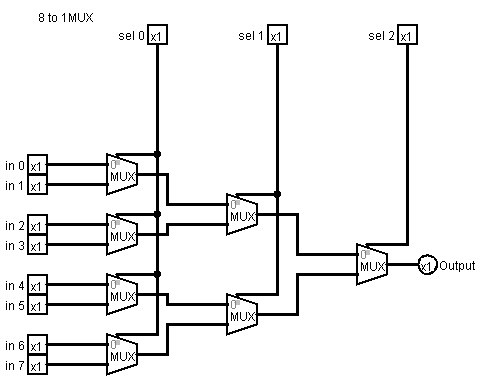 8 to 1MUX
sel 0 x1
sel 1 x1
sel 2 x1
in 0 x1
in 1 x1
MUX
in 2 x1
in 3 x1
MUX
MUX
in 4 x1
in 5 x1
MUX
MUX
in 6 x1
in 7 x1
MUX
MUX
x1 Output